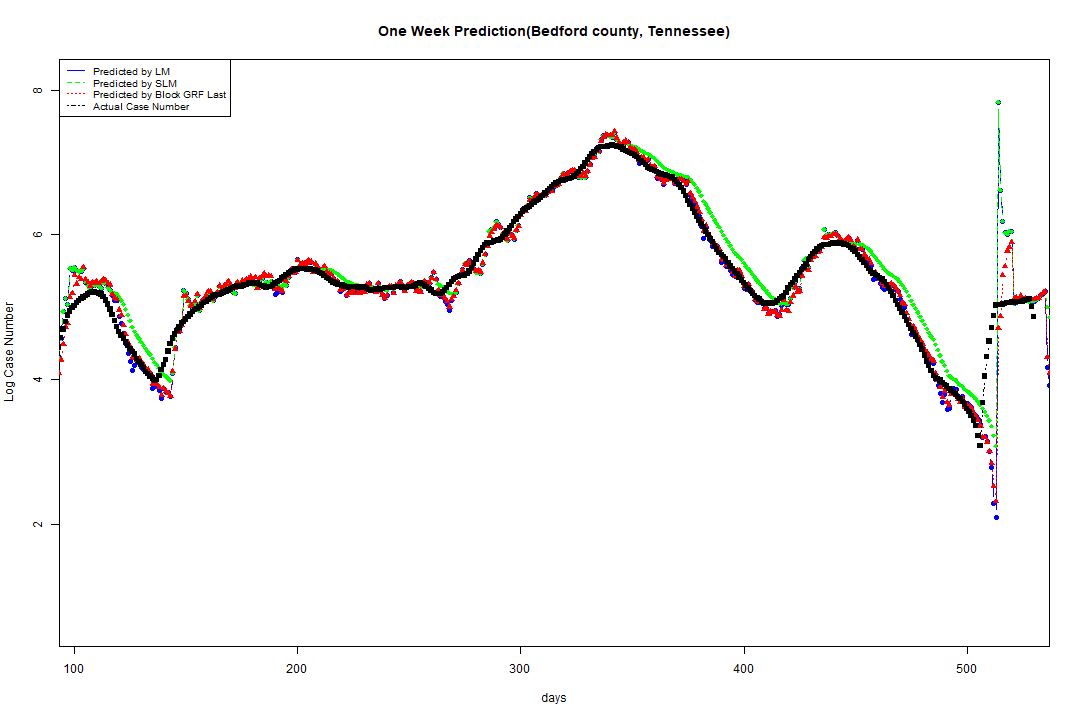 One Week Prediction(Bedford county, Tennessee)
Predicted by LM
Predicted by SLM
Predicted by Block GRF Last
Actual Case Number
8
6
4
2
Log Case Number
100 200 300 400 500
days